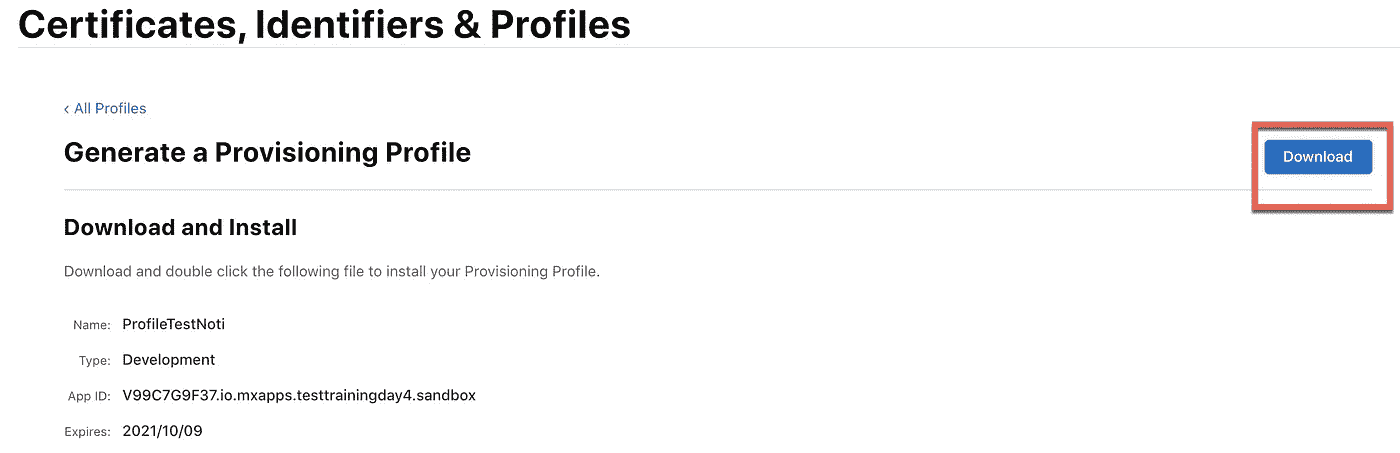 Certificates, Identifiers & Profiles
‹ All Profiles
Generate a Provisioning Profile
Download
Download and Install
Download and double click the following file to install your Provisioning Profile.
Name: ProfileTestNoti
Type: Development
App ID: V99C7G9F37.io.mxapps.testtrainingday4.sandbox
Expires: 2021/10/09